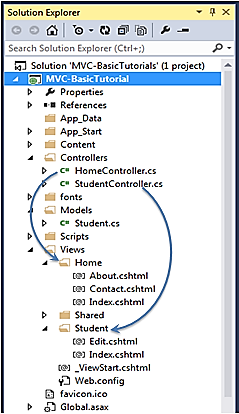 Solution Explorer
Search Solution Explorer (Ctrl+;)
Solution 'MVC-BasicTutorials' (1 project)
MVC-BasicTutorial
Properties
References
App_Data
App_Start
Content
Controllers
HomeController.cs
StudentController.cs
fonts
Models
Student.cs
Scripts
Views
Home
About.cshtml
Contact.cshtml
Index.cshtml
Shared
Student
Edit.cshtml
Index.cshtml
_ViewStart.cshtml
Web.config
favicon.ico
Global.asax